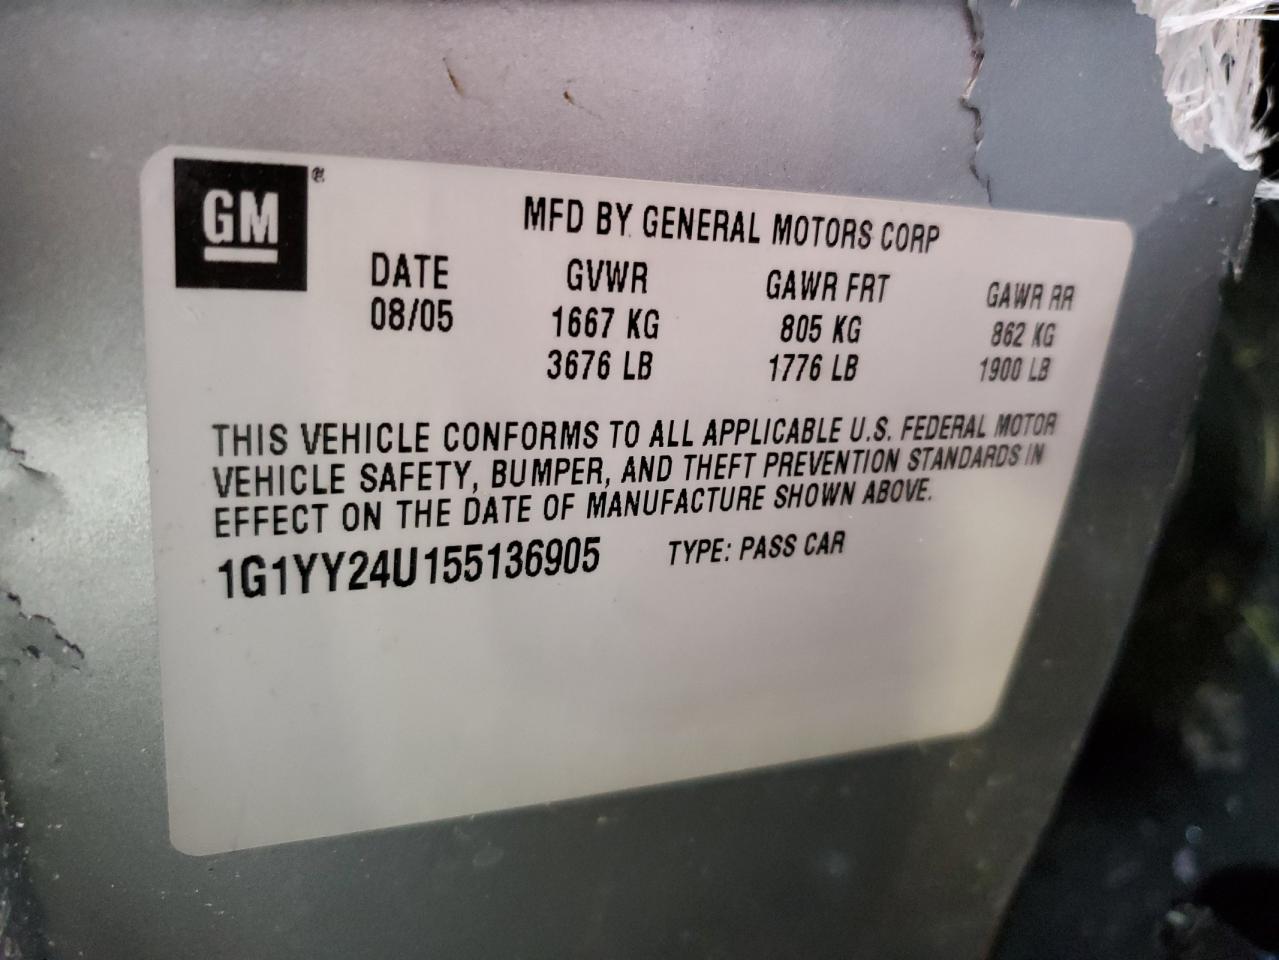 GM®
MFD BY GENERAL MOTORS CORP
DATE GVWR GAWR FRT GAWR RR
08/05 1667 KG 805 KG 862 KG
3676 LB 1776 LB 1900 LB
THIS VEHICLE CONFORMS TO ALL APPLICABLE U.S. FEDERAL MOTOR
VEHICLE SAFETY, BUMPER, AND THEFT PREVENTION STANDARDS IN
EFFECT ON THE DATE OF MANUFACTURE SHOWN ABOVE.
1G1YY24U155136905 TYPE: PASS CAR